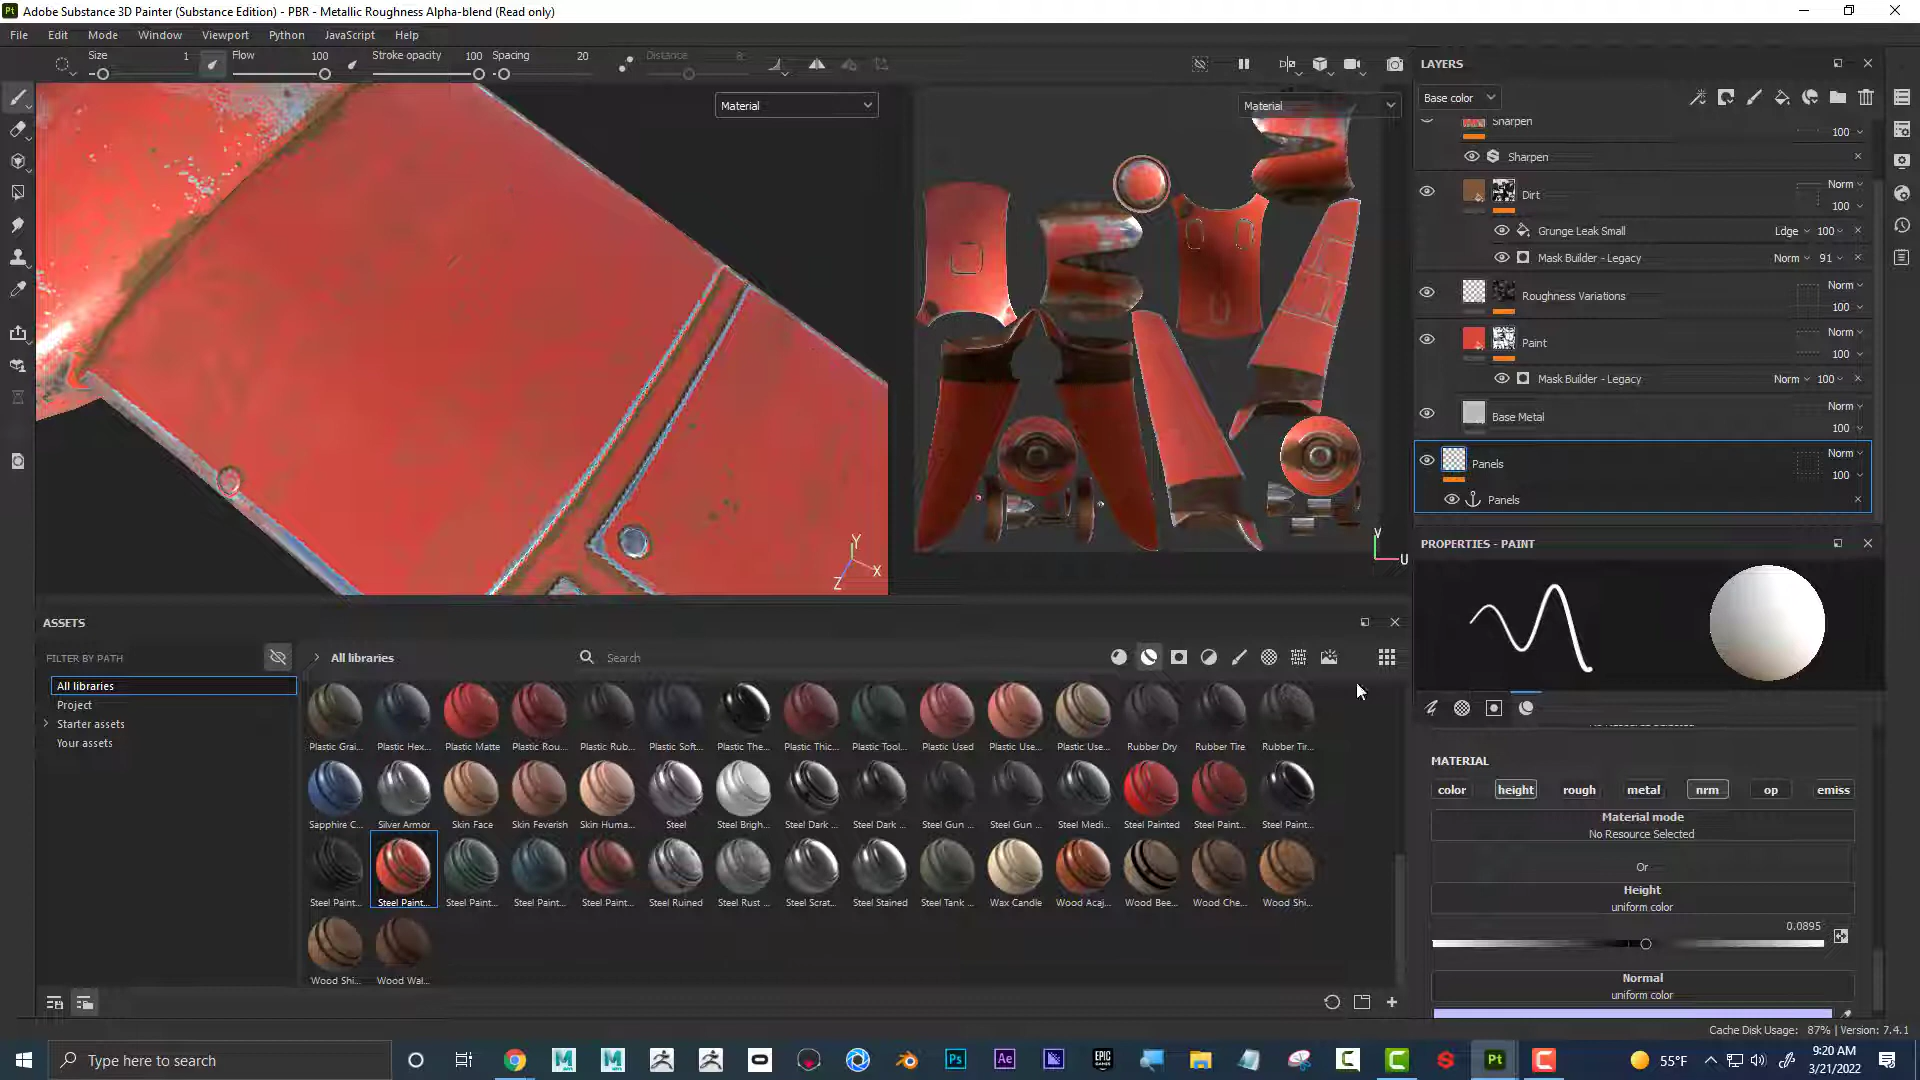 Pt Adobe Substance 3D Painter (Substance Edition) - PBR - Metallic Roughness Alpha-blend (Read only)
File Edit Mode Window Viewport Python JavaScript Help
Size 1 Flow 100 Stroke opacity 100 Spacing 20 Distance
Material
Material
Y
X
Z
V
U
LAYERS
Base color
Sharpen
100
Sharpen
Dirt Norm
100
Grunge Leak Small Ldge 100
Mask Builder - Legacy Norm 91
Roughness Variations Norm
100
Paint Norm
100
Mask Builder - Legacy Norm 100
Base Metal Norm
100
Panels Norm
100
Panels
PROPERTIES - PAINT
MATERIAL
color height rough metal nrm op emiss
Material mode
No Resource Selected
Or
Height
uniform color
0.0895
Normal
uniform color
ASSETS
FILTER BY PATH
All libraries
Project
Starter assets
Your assets
All libraries Search
Plastic Grai... Plastic Hex... Plastic Matte Plastic Rou... Plastic Rub... Plastic Soft... Plastic The... Plastic Thic... Plastic Tool... Plastic Used Plastic Use... Plastic Use... Rubber Dry Rubber Tire Rubber Tir...
Sapphire C... Silver Armor Skin Face Skin Feverish Skin Huma... Steel Steel Brigh... Steel Dark ... Steel Dark ... Steel Gun ... Steel Gun ... Steel Medi... Steel Painted Steel Paint... Steel Paint...
Steel Paint... Steel Paint... Steel Paint... Steel Paint... Steel Paint... Steel Ruined Steel Rust ... Steel Scrat... Steel Stained Steel Tank ... Wax Candle Wood Acaj... Wood Bee... Wood Che... Wood Shi...
Wood Shi... Wood Wal...
Cache Disk Usage: 87% | Version: 7.4.1
Type here to search
Ps
Ae
EPIC
GAMES
Pt
55°F
9:20 AM
3/21/2022